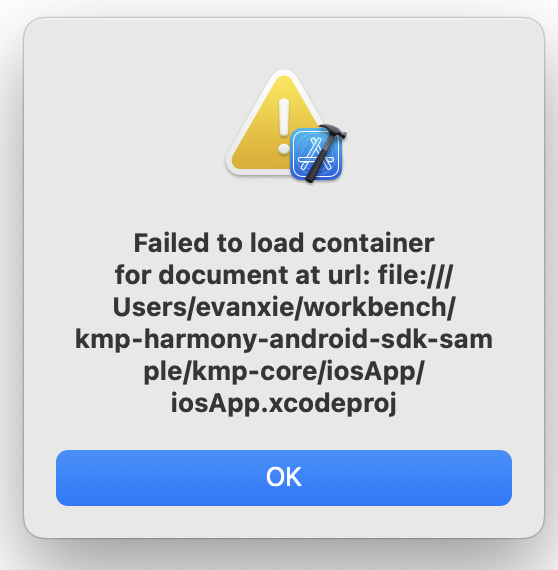 Failed to load container
for document at url: file:///
Users/evanxie/workbench/
kmp-harmony-android-sdk-sam
ple/kmp-core/iosApp/
iosApp.xcodeproj
OK